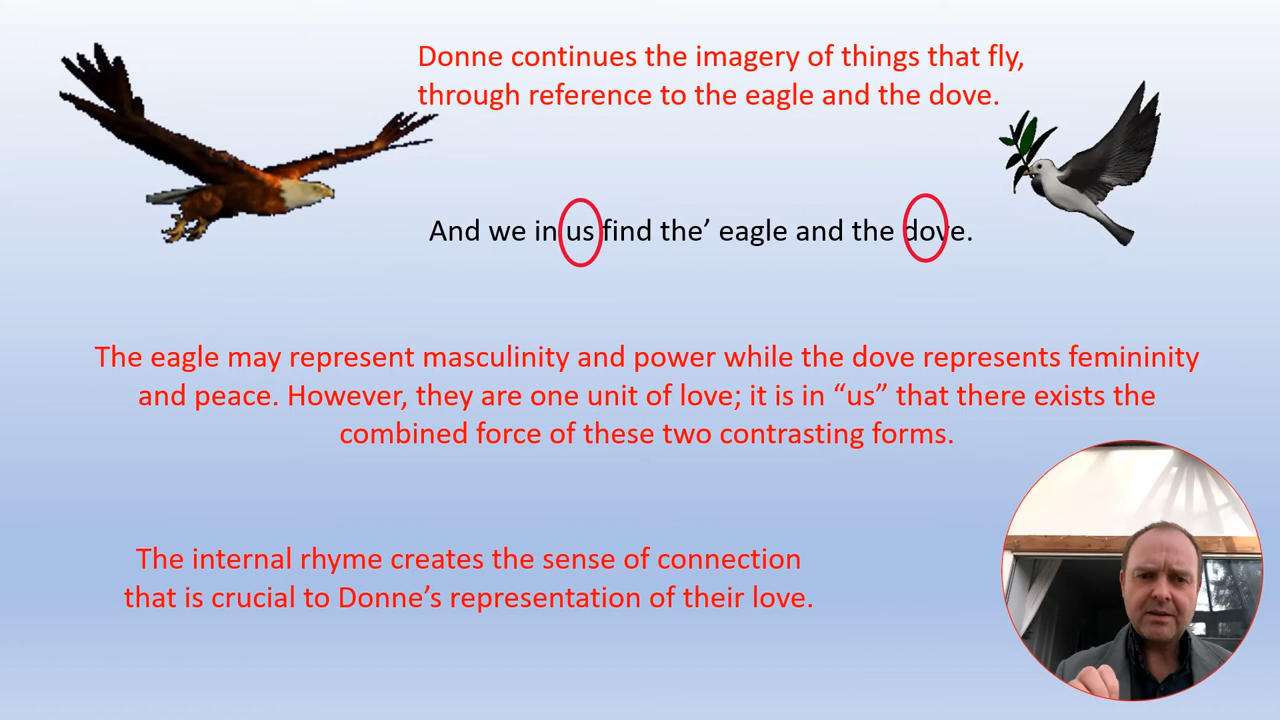 Donne continues the imagery of things that fly,
through reference to the eagle and the dove.
And we in us find the’ eagle and the dove.
The eagle may represent masculinity and power while the dove represents femininity
and peace. However, they are one unit of love; it is in “us” that there exists the
combined force of these two contrasting forms.
The internal rhyme creates the sense of connection
that is crucial to Donne’s representation of their love.